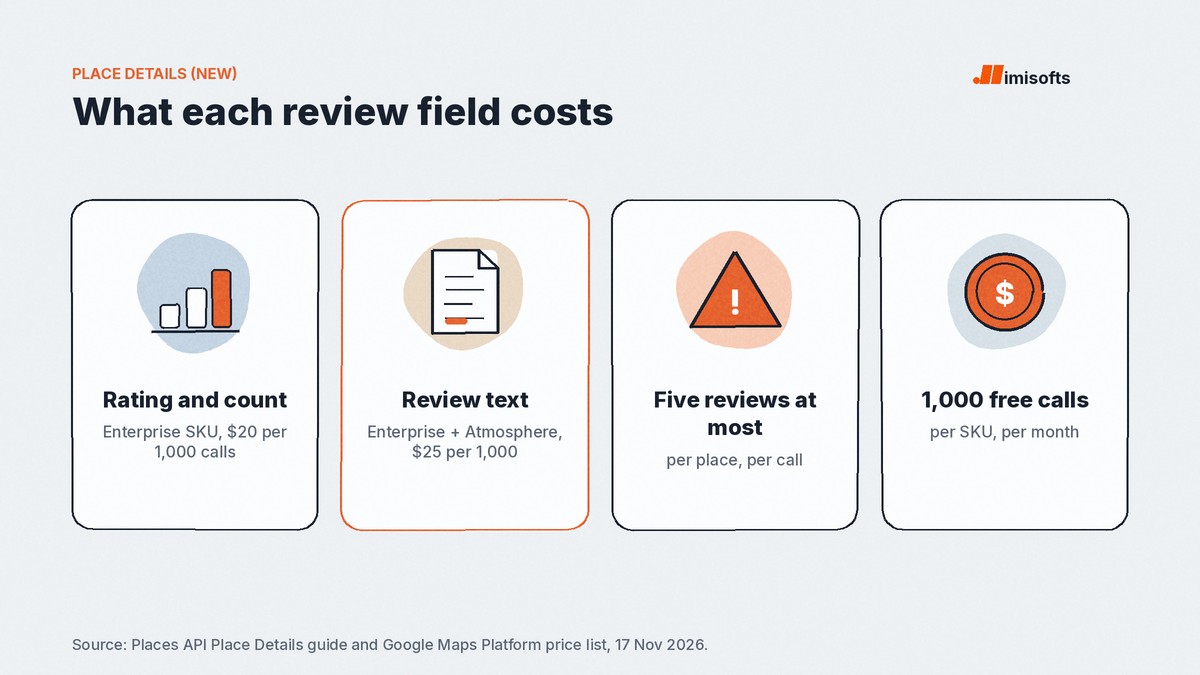 PLACE DETAILS (NEW)
imisofts
What each review field costs
Rating and count
Enterprise SKU, $20 per
1,000 calls
Review text
Enterprise + Atmosphere,
$25 per 1,000
!
Five reviews at
most
per place, per call
$
1,000 free calls
per SKU, per month
Source: Places API Place Details guide and Google Maps Platform price list, 17 Nov 2026.